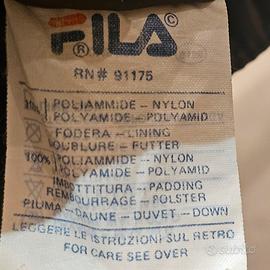 FILA
®
©
RN # 91175
100% POLIAMMIDE – NYLON
POLYAMIDE – POLYAMID
FODERA – LINING
DOUBLURE – FUTTER
100% POLIAMMIDE – NYLON
POLYAMIDE – POLYAMID
IMBOTTITURA – PADDING
REMBOURRAGE – POLSTER
PIUMA – DAUNE – DUVET – DOWN
LEGGERE LE ISTRUZIONI SUL RETRO
FOR CARE SEE OVER